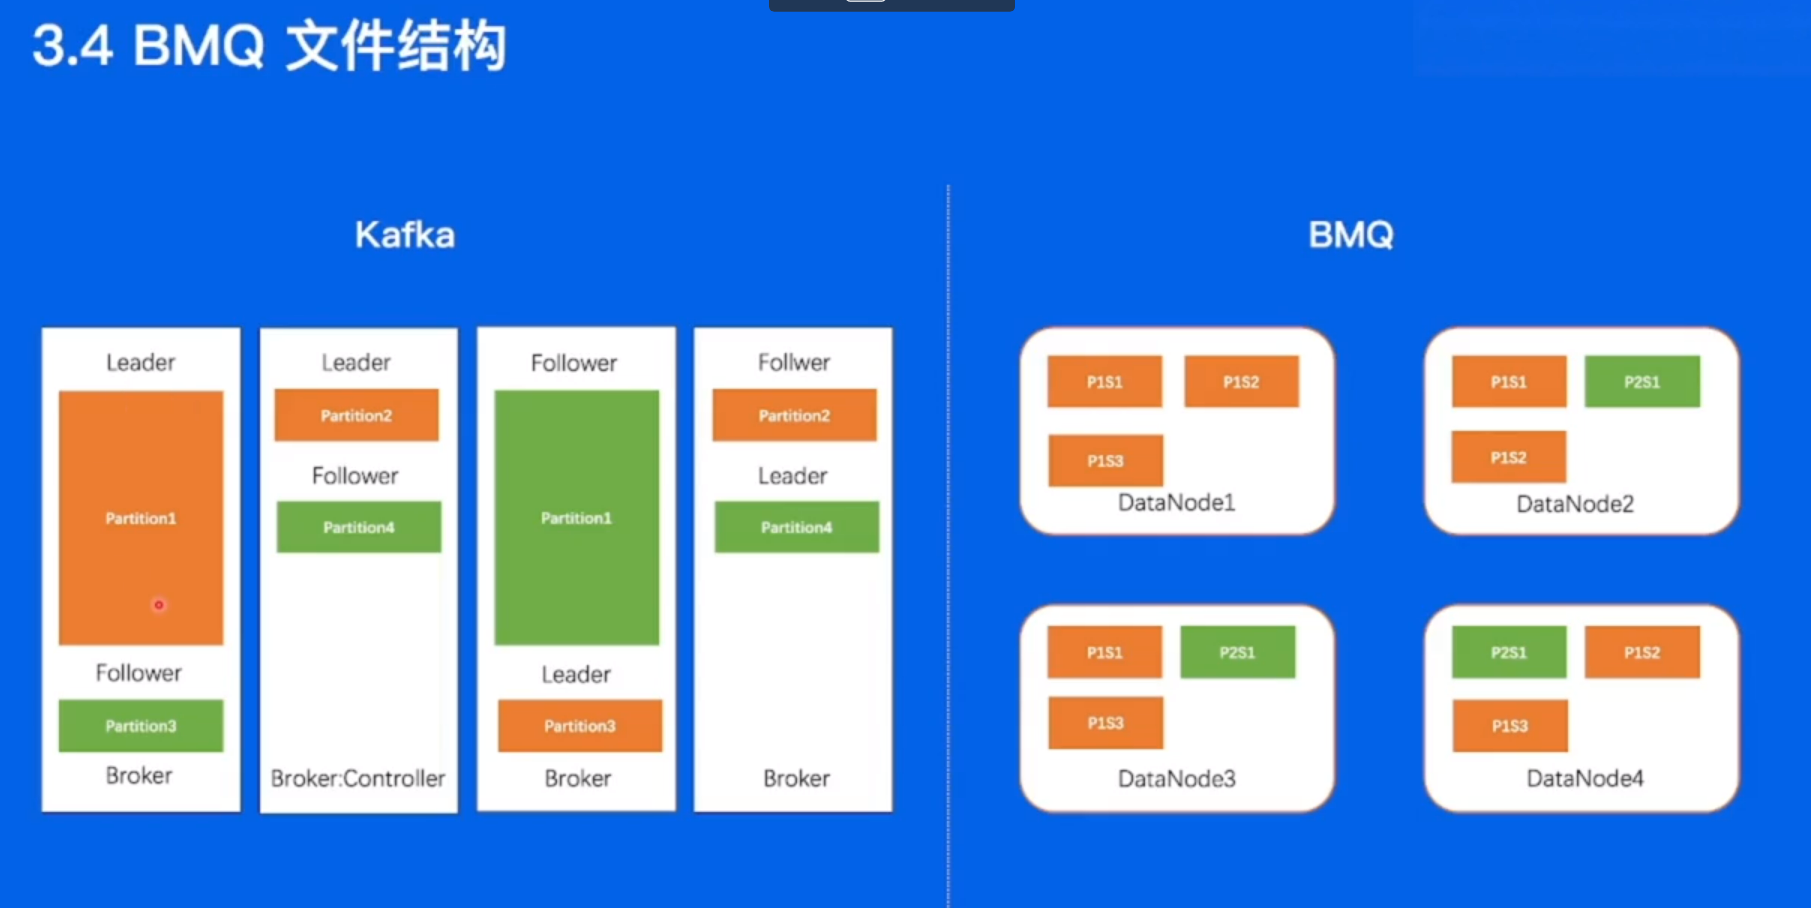 3.4 BMQ 文件结构
Kafka
Leader
Partition1
Follower
Partition3
Broker
Leader
Partition2
Follower
Partition4
Broker:Controller
Follower
Partition1
Leader
Partition3
Broker
Follwer
Partition2
Leader
Partition4
Broker
BMQ
P1S1 P1S2
P1S3
DataNode1
P1S1 P2S1
P1S2
DataNode2
P1S1 P2S1
P1S3
DataNode3
P2S1 P1S2
P1S3
DataNode4